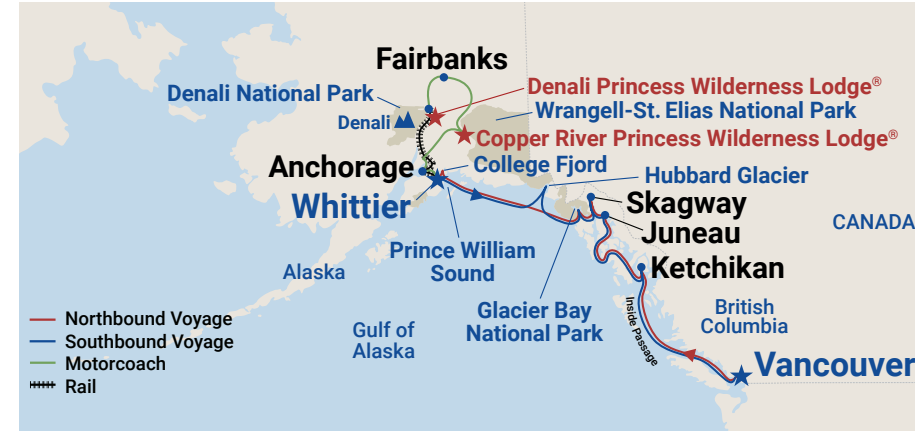 Fairbanks
Denali National Park
Denali Princess Wilderness Lodge®
Wrangell-St. Elias National Park
Denali
Copper River Princess Wilderness Lodge®
Anchorage
College Fjord
Hubbard Glacier
Whittier
Skagway
CANADA
Juneau
Prince William
Sound
Alaska
Ketchikan
Glacier Bay
National Park
Inside Passage
British
Columbia
Gulf of
Alaska
Vancouver
Northbound Voyage
Southbound Voyage
Motorcoach
Rail